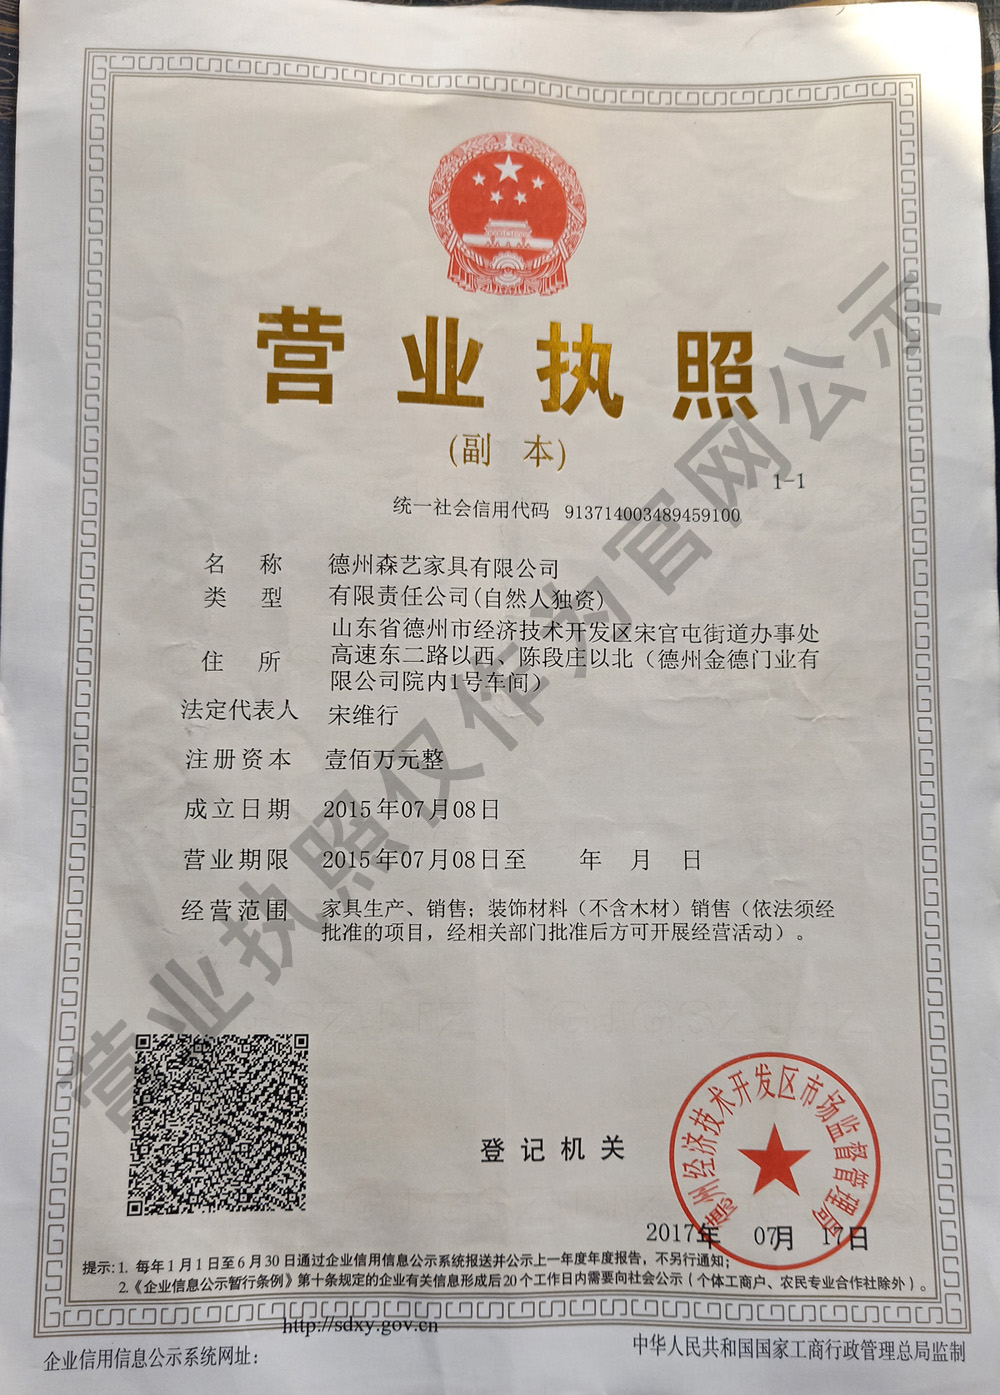 营业执照
(副 本)
1-1
统一社会信用代码 913714003489459100
名 称 德州森艺家具有限公司
类 型 有限责任公司(自然人独资)
住 所 山东省德州市经济技术开发区宋官屯街道办事处
高速东二路以西、陈段庄以北（德州金德门业有
限公司院内1号车间）
法定代表人 宋维行
注册资本 壹佰万元整
成立日期 2015年07月08日
营业期限 2015年07月08日至 年 月 日
经营范围 家具生产、销售；装饰材料（不含木材）销售（依法须经
批准的项目，经相关部门批准后方可开展经营活动）。
营业执照仅作为官网公示
登记机关
德州经济技术开发区市场监督管理局
2017年 07月 17日
提示：1. 每年1月1日至6月30日通过企业信用信息公示系统报送并公示上一年度年度报告，不另行通知；
2.《企业信息公示暂行条例》第十条规定的企业有关信息形成后20个工作日内需要向社会公示（个体工商户、农民专业合作社除外）。
http://sdxy.gov.cn
企业信用信息公示系统网址：
中华人民共和国国家工商行政管理总局监制